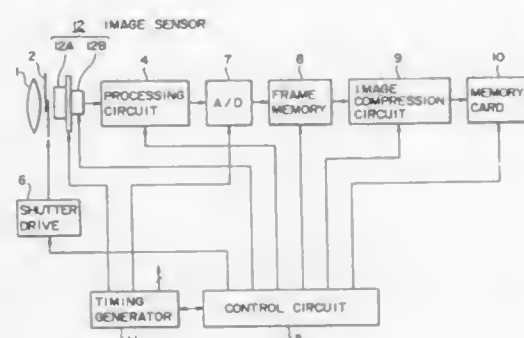 12 IMAGE SENSOR
12A 12B
1 2 4 7 8 9 10
PROCESSING
CIRCUIT
A/D
FRAME
MEMORY
IMAGE
COMPRESSION
CIRCUIT
MEMORY
CARD
6
SHUTTER
DRIVE
TIMING
GENERATOR
CONTROL CIRCUIT